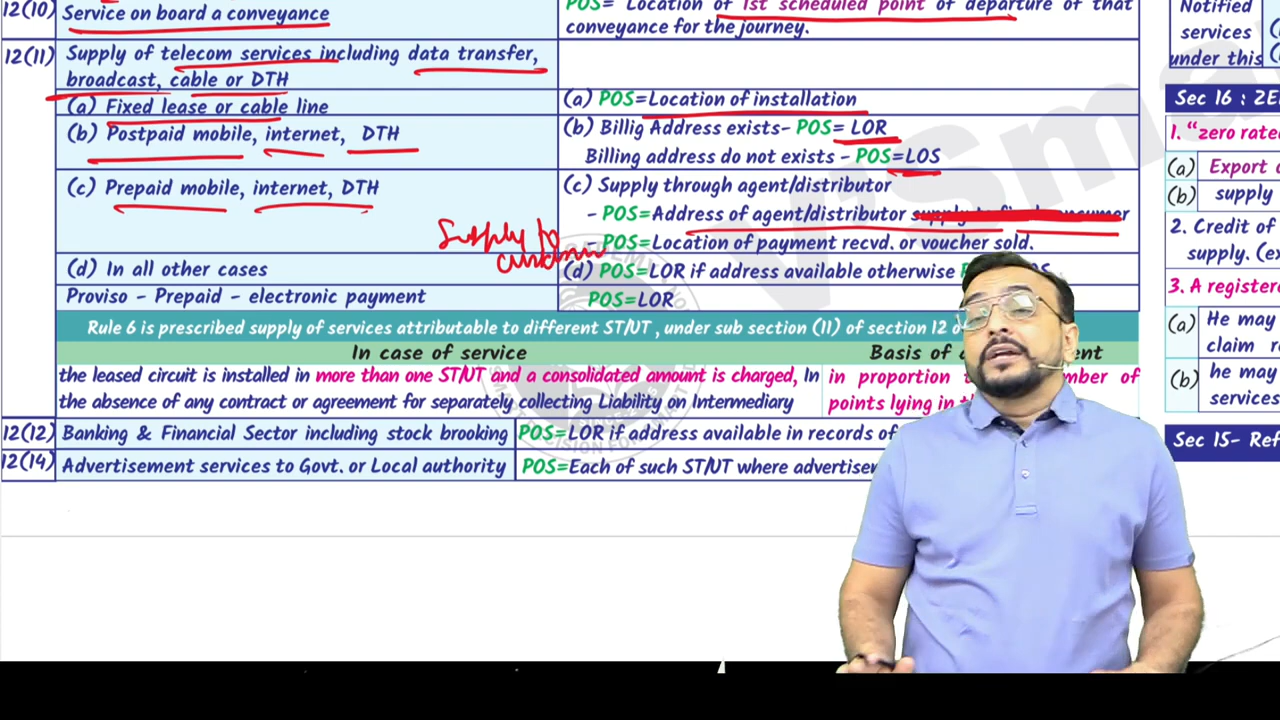 12(10) Service on board a conveyance
POS= Location of 1st scheduled point of departure of that
conveyance for the journey.
12(11) Supply of telecom services including data transfer,
broadcast, cable or DTH
(a) Fixed lease or cable line
(a) POS=Location of installation
(b) Postpaid mobile, internet, DTH
(b) Billig Address exists– POS= LOR
Billing address do not exists – POS=LOS
(c) Prepaid mobile, internet, DTH
(c) Supply through agent/distributor
- POS=Address of agent/distributor
Supply to
- POS=Location of payment recvd. or voucher sold.
(d) In all other cases
(d) POS=LOR if address available otherwise
Proviso – Prepaid – electronic payment
POS=LOR
Rule 6 is prescribed supply of services attributable to different ST/UT , under sub section (11) of section 12
In case of service
Basis of
the leased circuit is installed in more than one ST/UT and a consolidated amount is charged, In
the absence of any contract or agreement for separately collecting Liability on Intermediary
in proportion
of
points lying in
12(12) Banking & Financial Sector including stock brooking
POS=LOR if address available in records of
12(14) Advertisement services to Govt. or Local authority
POS=Each of such ST/UT where
Notified
services
under this
Sec 16 :
1. “zero
(a) Export
(b) supply
2. Credit of
supply.
3. A
(a) He may
claim
(b) he may
services
Sec 15-